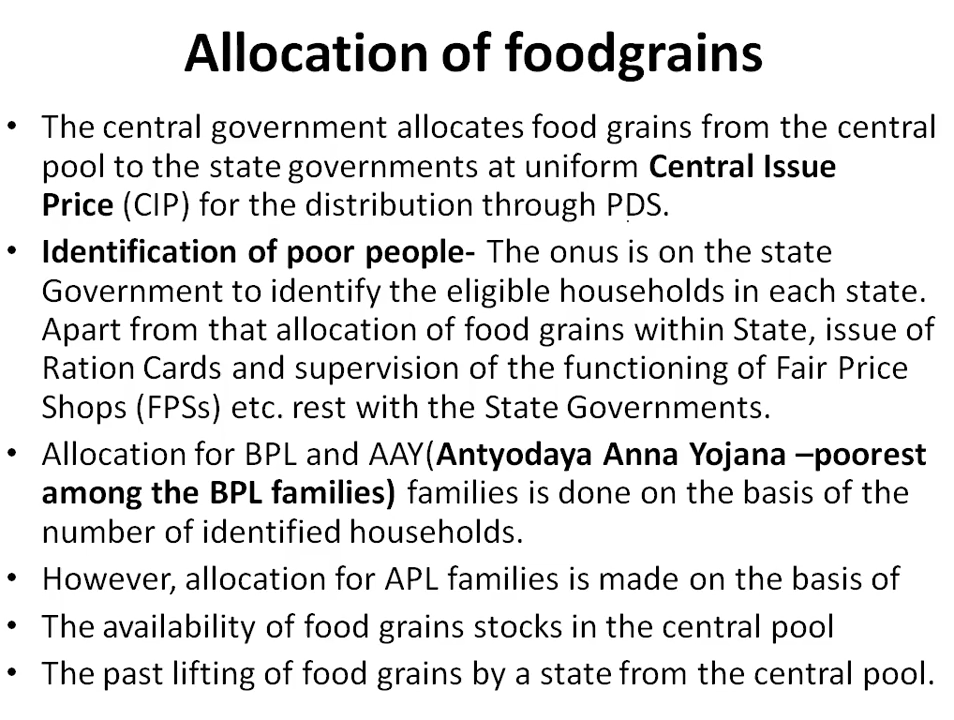 Allocation of foodgrains
• The central government allocates food grains from the central
pool to the state governments at uniform Central Issue
Price (CIP) for the distribution through PDS.
• Identification of poor people- The onus is on the state
Government to identify the eligible households in each state.
Apart from that allocation of food grains within State, issue of
Ration Cards and supervision of the functioning of Fair Price
Shops (FPSs) etc. rest with the State Governments.
• Allocation for BPL and AAY(Antyodaya Anna Yojana –poorest
among the BPL families) families is done on the basis of the
number of identified households.
• However, allocation for APL families is made on the basis of
• The availability of food grains stocks in the central pool
• The past lifting of food grains by a state from the central pool.